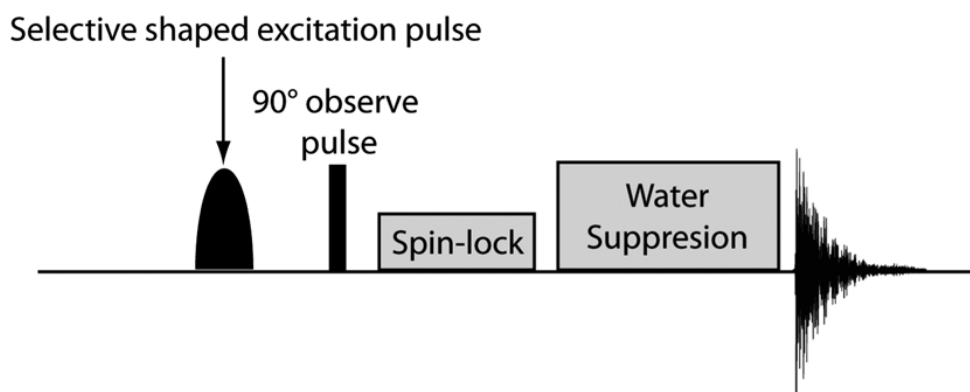 Selective shaped excitation pulse
90° observe
pulse
Spin-lock
Water
Suppresion